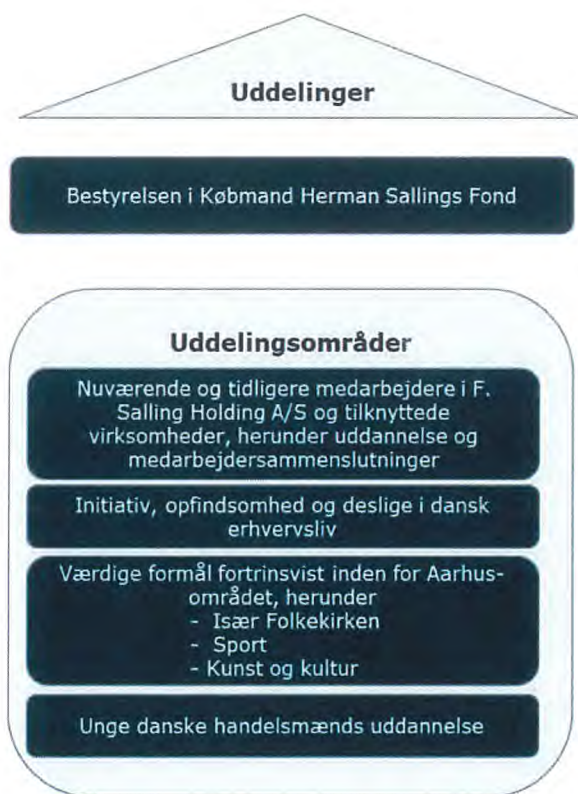 Uddelinger
Bestyrelsen i Købmand Herman Sallings Fond
Uddelingsområder
Nuværende og tidligere medarbejdere i F.
Salling Holding A/S og tilknyttede
virksomheder, herunder uddannelse og
medarbejdersammenslutninger
Initiativ, opfindsomhed og deslige i dansk
erhvervsliv
Værdige formål fortrinsvist inden for Aarhus-
området, herunder
- Især Folkekirken
- Sport
- Kunst og kultur
Unge danske handelsmænds uddannelse